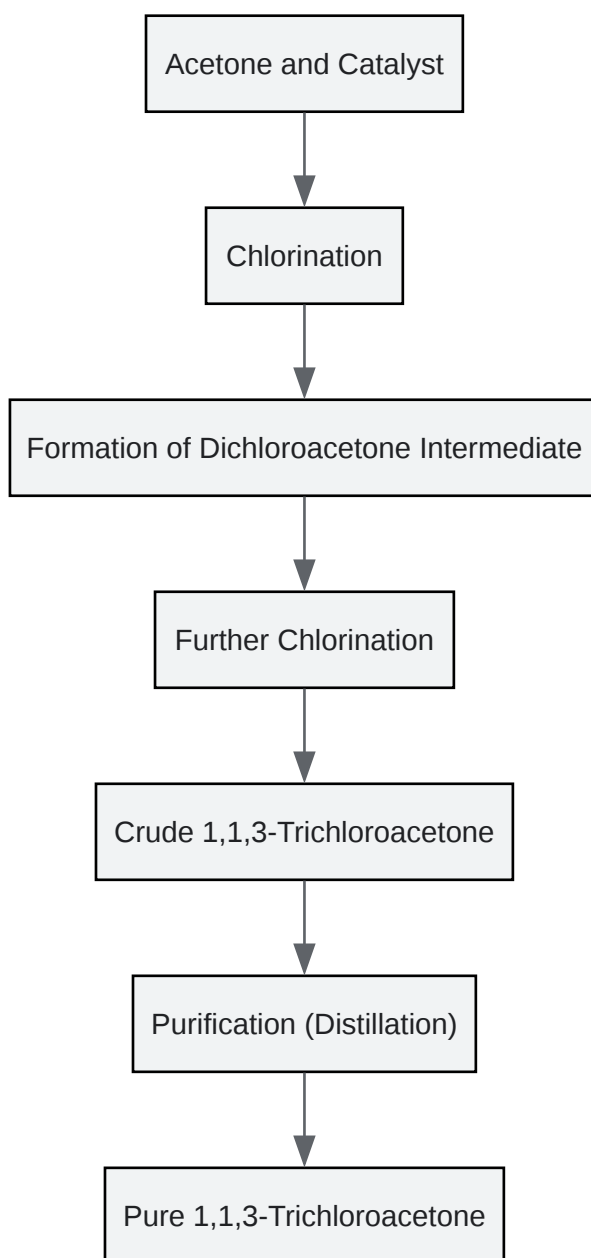 Acetone and Catalyst
Chlorination
Formation of Dichloroacetone Intermediate
Further Chlorination
Crude 1,1,3-Trichloroacetone
Purification (Distillation)
Pure 1,1,3-Trichloroacetone